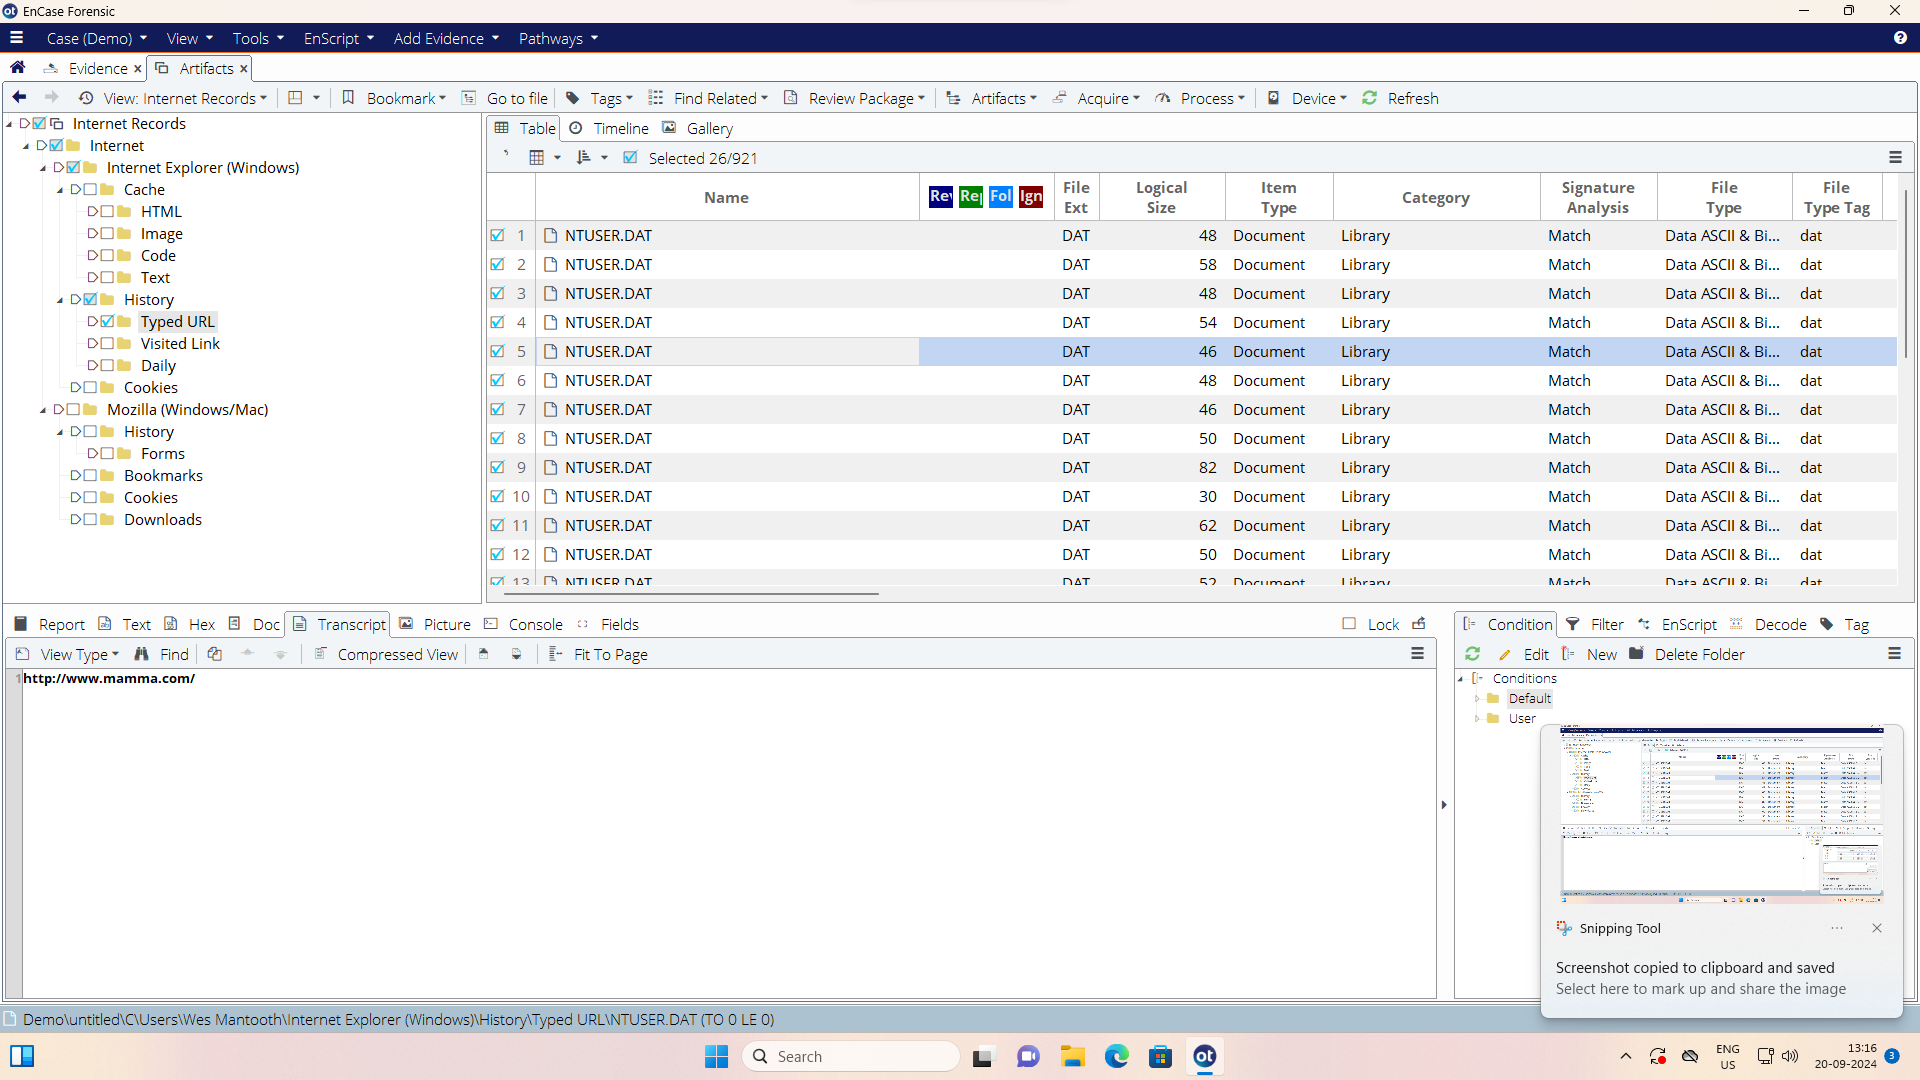 EnCase Forensic
Case (Demo) View Tools EnScript Add Evidence Pathways
Evidence Artifacts
View: Internet Records Bookmark Go to file Tags Find Related Review Package Artifacts Acquire Process Device Refresh
Internet Records
Internet
Internet Explorer (Windows)
Cache
HTML
Image
Code
Text
History
Typed URL
Visited Link
Daily
Cookies
Mozilla (Windows/Mac)
History
Forms
Bookmarks
Cookies
Downloads
Table Timeline Gallery
Selected 26/921
Name Rev Rep Fol Ign File Ext Logical Size Item Type Category Signature Analysis File Type File Type Tag
1 NTUSER.DAT DAT 48 Document Library Match Data ASCII & Bi... dat
2 NTUSER.DAT DAT 58 Document Library Match Data ASCII & Bi... dat
3 NTUSER.DAT DAT 48 Document Library Match Data ASCII & Bi... dat
4 NTUSER.DAT DAT 54 Document Library Match Data ASCII & Bi... dat
5 NTUSER.DAT DAT 46 Document Library Match Data ASCII & Bi... dat
6 NTUSER.DAT DAT 48 Document Library Match Data ASCII & Bi... dat
7 NTUSER.DAT DAT 46 Document Library Match Data ASCII & Bi... dat
8 NTUSER.DAT DAT 50 Document Library Match Data ASCII & Bi... dat
9 NTUSER.DAT DAT 82 Document Library Match Data ASCII & Bi... dat
10 NTUSER.DAT DAT 30 Document Library Match Data ASCII & Bi... dat
11 NTUSER.DAT DAT 62 Document Library Match Data ASCII & Bi... dat
12 NTUSER.DAT DAT 50 Document Library Match Data ASCII & Bi... dat
13 NTUSER.DAT DAT 52 Document Library Match Data ASCII & Bi... dat
Report Text Hex Doc Transcript Picture Console Fields Lock
View Type Find Compressed View Fit To Page
1 http://www.mamma.com/
Condition Filter EnScript Decode Tag
Edit New Delete Folder
Conditions
Default
User
Snipping Tool
Screenshot copied to clipboard and saved
Select here to mark up and share the image
Demo\untitled\C\Users\Wes Mantooth\Internet Explorer (Windows)\History\Typed URL\NTUSER.DAT (TO 0 LE 0)
Search
ot
ENG
US
13:16
20-09-2024
3